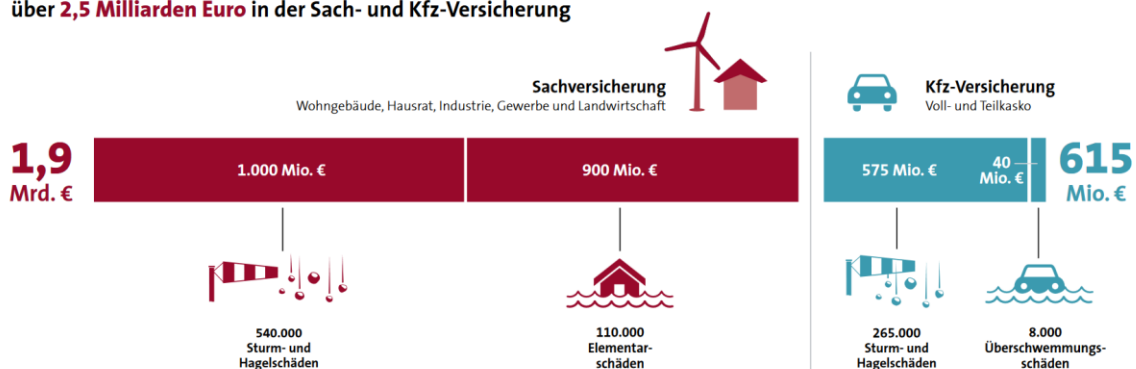 über 2,5 Milliarden Euro in der Sach- und Kfz-Versicherung
Sachversicherung
Wohngebäude, Hausrat, Industrie, Gewerbe und Landwirtschaft
Kfz-Versicherung
Voll- und Teilkasko
1,9
Mrd. €
1.000 Mio. €
900 Mio. €
575 Mio. €
40
Mio. €
615
Mio. €
540.000
Sturm- und
Hagelschäden
110.000
Elementar-
schäden
265.000
Sturm- und
Hagelschäden
8.000
Überschwemmungs-
schäden